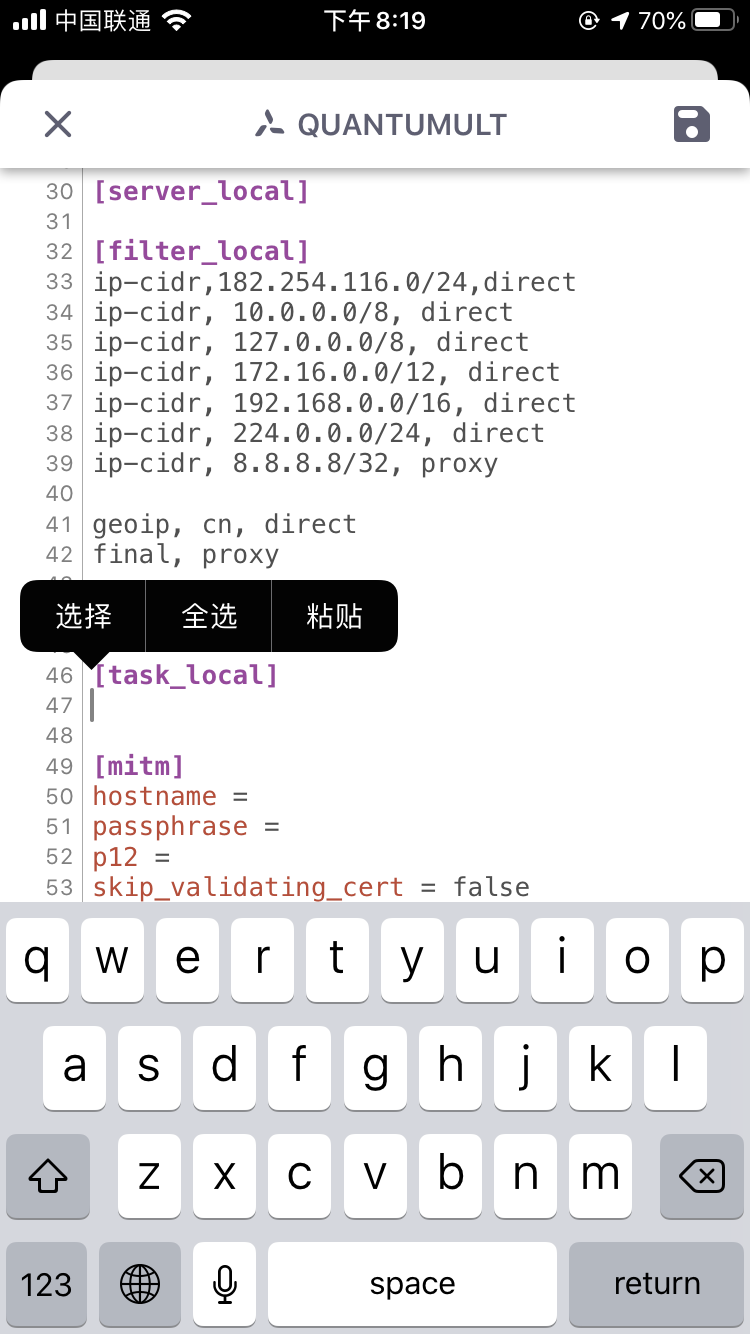 中国联通 下午8:19 70%
QUANTUMULT
30 [server_local]
31
32 [filter_local]
33 ip-cidr,182.254.116.0/24,direct
34 ip-cidr, 10.0.0.0/8, direct
35 ip-cidr, 127.0.0.0/8, direct
36 ip-cidr, 172.16.0.0/12, direct
37 ip-cidr, 192.168.0.0/16, direct
38 ip-cidr, 224.0.0.0/24, direct
39 ip-cidr, 8.8.8.8/32, proxy
40
41 geoip, cn, direct
42 final, proxy
选择 全选 粘贴
46 [task_local]
47
48
49 [mitm]
50 hostname =
51 passphrase =
52 p12 =
53 skip_validating_cert = false
q w e r t y u i o p
a s d f g h j k l
z x c v b n m
123 space return